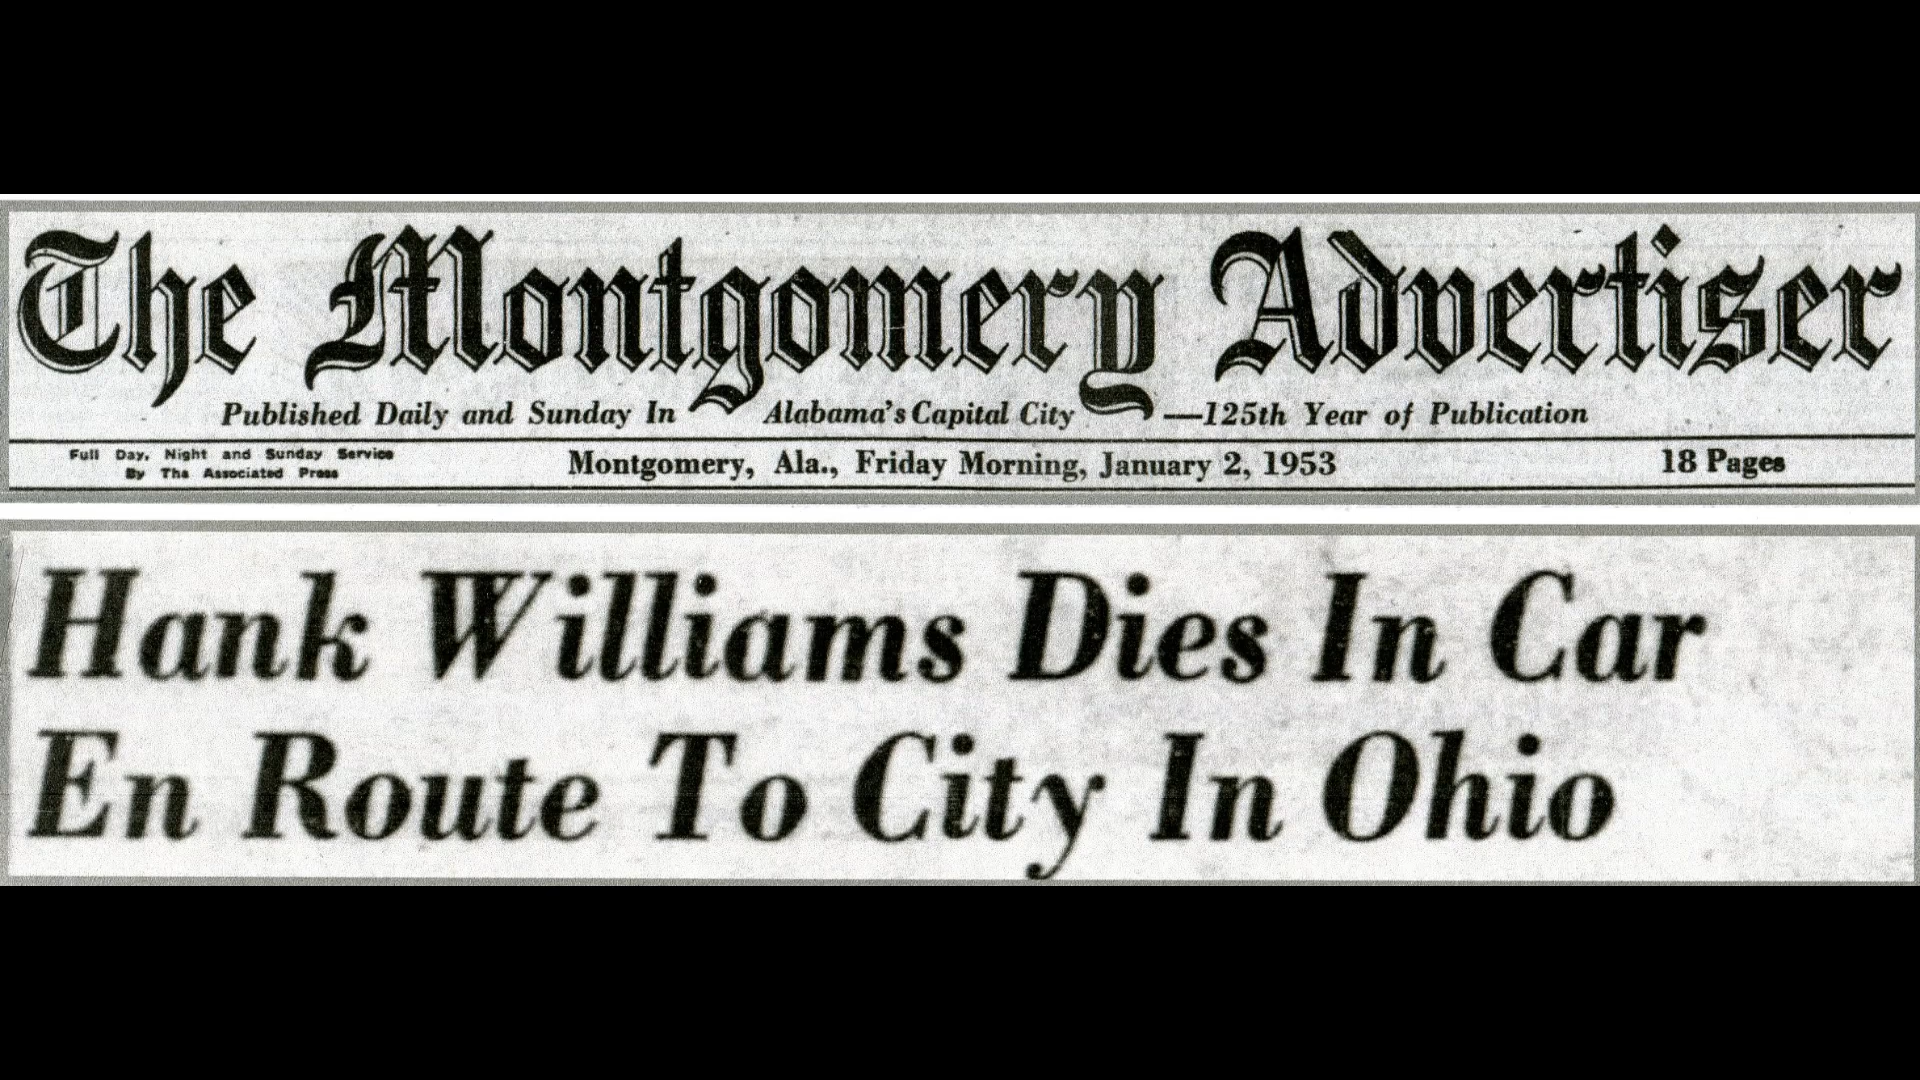 The Montgomery Advertiser
Published Daily and Sunday In Alabama's Capital City —125th Year of Publication
Full Day, Night and Sunday Service
By The Associated Press
Montgomery, Ala., Friday Morning, January 2, 1953
18 Pages
Hank Williams Dies In Car
En Route To City In Ohio